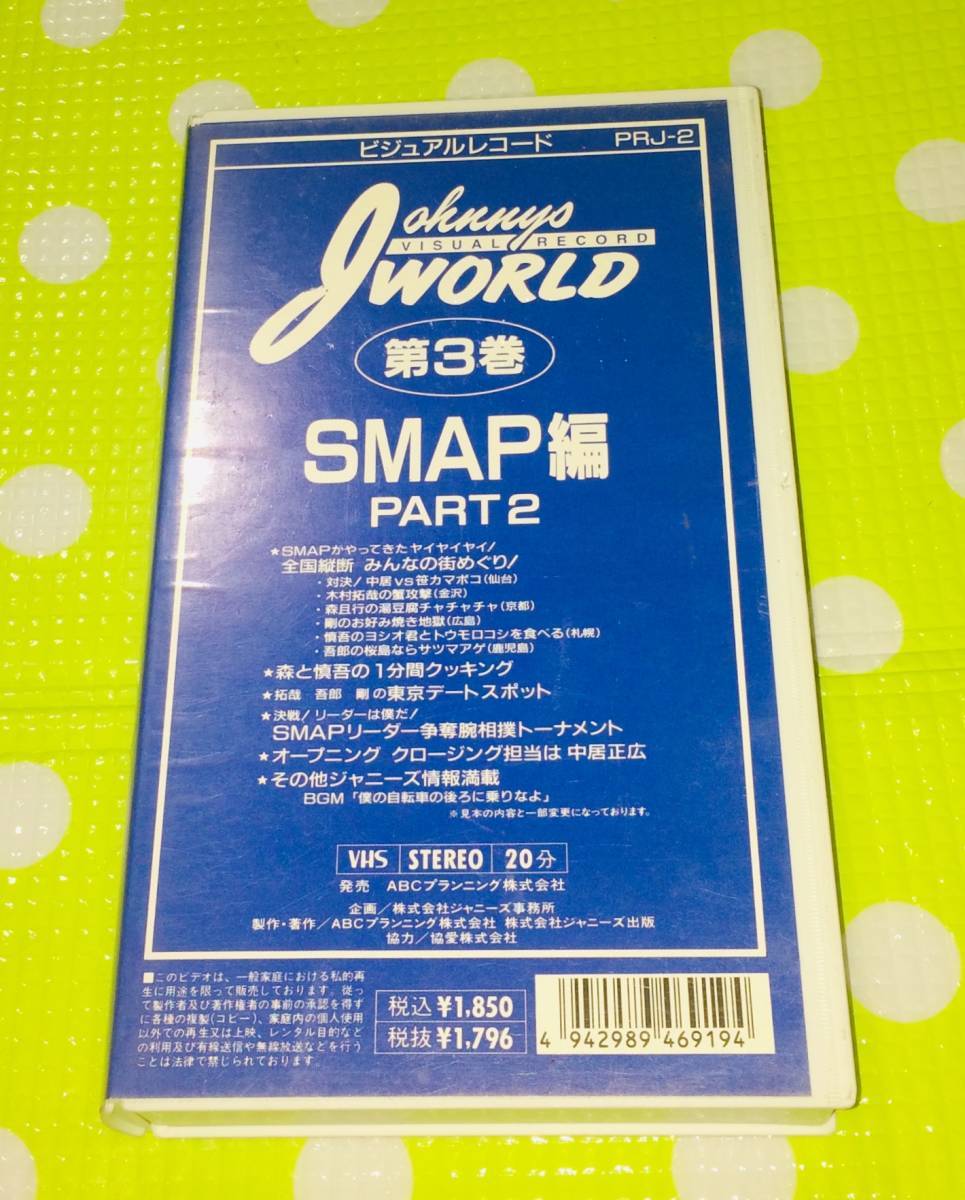 ビジュアルレコード PRJ-2
Johnnys
VISUAL RECORD
WORLD
第3巻
SMAP編
PART2
★SMAPがやってきたヤイヤイヤイ!
全国縦断 みんなの街めぐり!
・対決!中居vs笹カマボコ(仙台)
・木村拓哉の蟹攻撃(金沢)
・森且行の湯豆腐チャチャチャ(京都)
・剛のお好み焼き地獄(広島)
・慎吾のヨシオ君とトウモロコシを食べる(札幌)
・吾郎の桜島ならサツマアゲ(鹿児島)
★森と慎吾の1分間クッキング
★拓哉 吾郎 剛の東京デートスポット
★決戦!リーダーは僕だ!
SMAPリーダー争奪腕相撲トーナメント
★オープニング クロージング担当は 中居正広
★その他ジャニーズ情報満載
BGM「僕の自転車の後ろに乗りなよ」
※見本の内容と一部変更になっております。
VHS STEREO 20分
発売 ABCプランニング株式会社
企画/株式会社ジャニーズ事務所
製作・著作/ABCプランニング株式会社 株式会社ジャニーズ出版
協力/協愛株式会社
■このビデオは、一般家庭における私的再
生に用途を限って販売しております。従っ
て製作者及び著作権者の事前の承認を得ず
に各種の複製(コピー)、家庭内の個人使用
以外での再生又は上映、レンタル目的など
の利用及び有線送信や無線放送などを行う
ことは法律で禁じられております。
税込¥1,850
税抜¥1,796
4 942989 469194